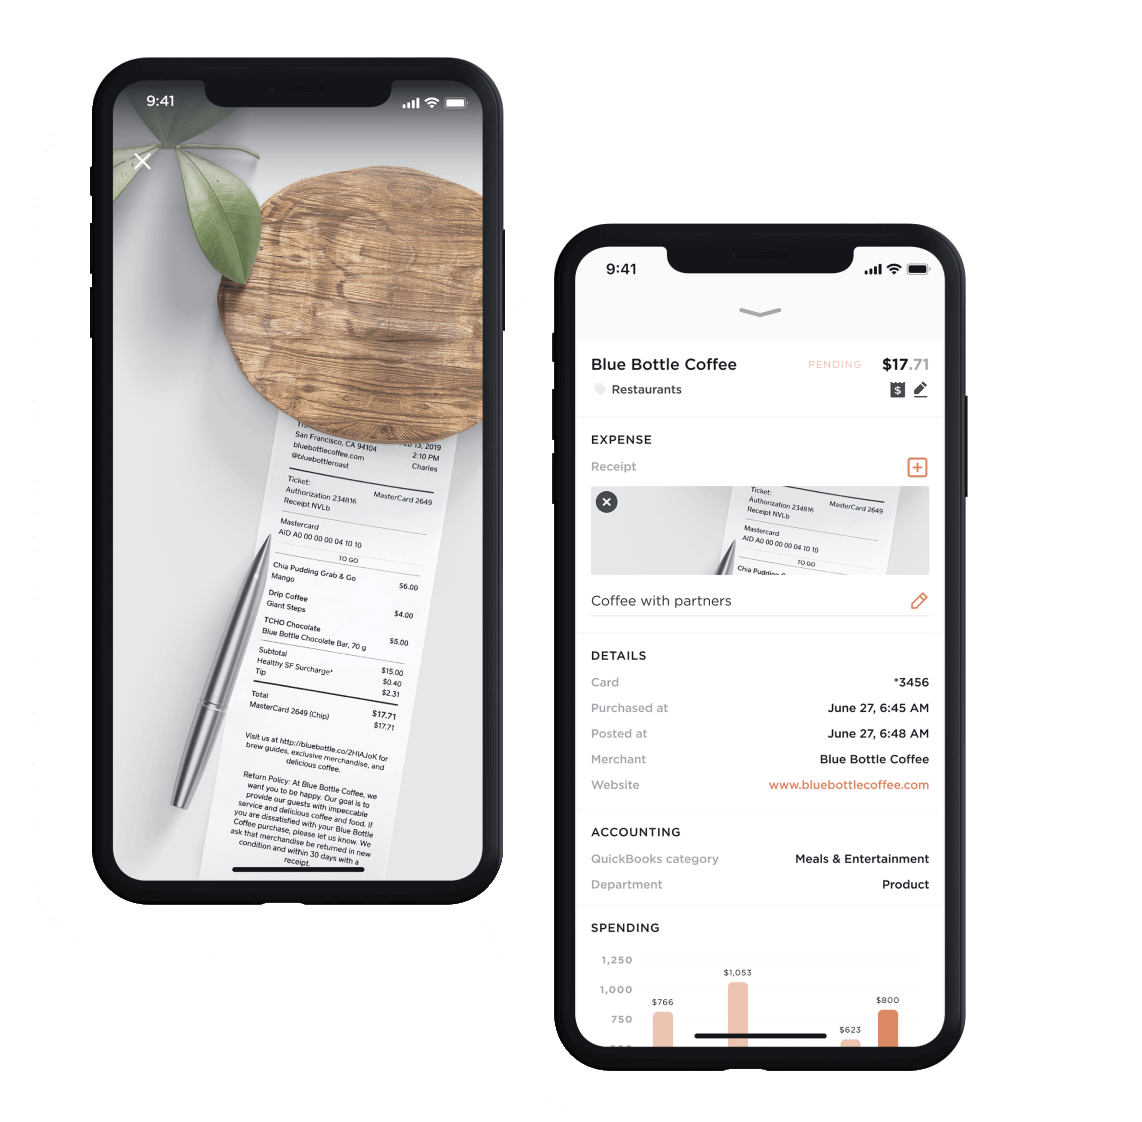 9:41
San Francisco, CA 94104
13, 2019
bluebottlecoffee.com
2:10 PM
@bluebottleroast
Charles
Ticket:
MasterCard 2649
Authorization 234816
Receipt NVLb
Mastercard
AID A0 00 00 00 04 10 10
TO GO
Chia Pudding Grab & Go
$6.00
Mango
Drip Coffee
$4.00
Giant Steps
TCHO Chocolate
$5.00
Blue Bottle Chocolate Bar, 70 g
Subtotal
$15.00
Healthy SF Surcharge*
$0.40
Tip
$2.31
Total
$17.71
MasterCard 2649 (Chip)
$17.71
Visit us at http://bluebottle.co/2HIAJoK for
brew guides, exclusive merchandise, and
delicious coffee.
Return Policy: At Blue Bottle Coffee, we
want you to be happy. Our goal is to
provide our guests with impeccable
service and delicious coffee and food. If
you are dissatisfied with your Blue Bottle
Coffee purchase, please let us know. We
ask that merchandise be returned in new
condition and within 30 days with a
receipt.
9:41
Blue Bottle Coffee
PENDING
$17.71
Restaurants
$
EXPENSE
Receipt
Ticket:
MasterCard 2649
Authorization 234816
Receipt NVLb
Mastercard
AID A0 00 00 00 04 10 10
TO GO
Chia Pudding
Coffee with partners
DETAILS
Card
*3456
Purchased at
June 27, 6:45 AM
Posted at
June 27, 6:48 AM
Merchant
Blue Bottle Coffee
Website
www.bluebottlecoffee.com
ACCOUNTING
QuickBooks category
Meals & Entertainment
Department
Product
SPENDING
1,250
$1,053
1,000
$766
$800
750
$623